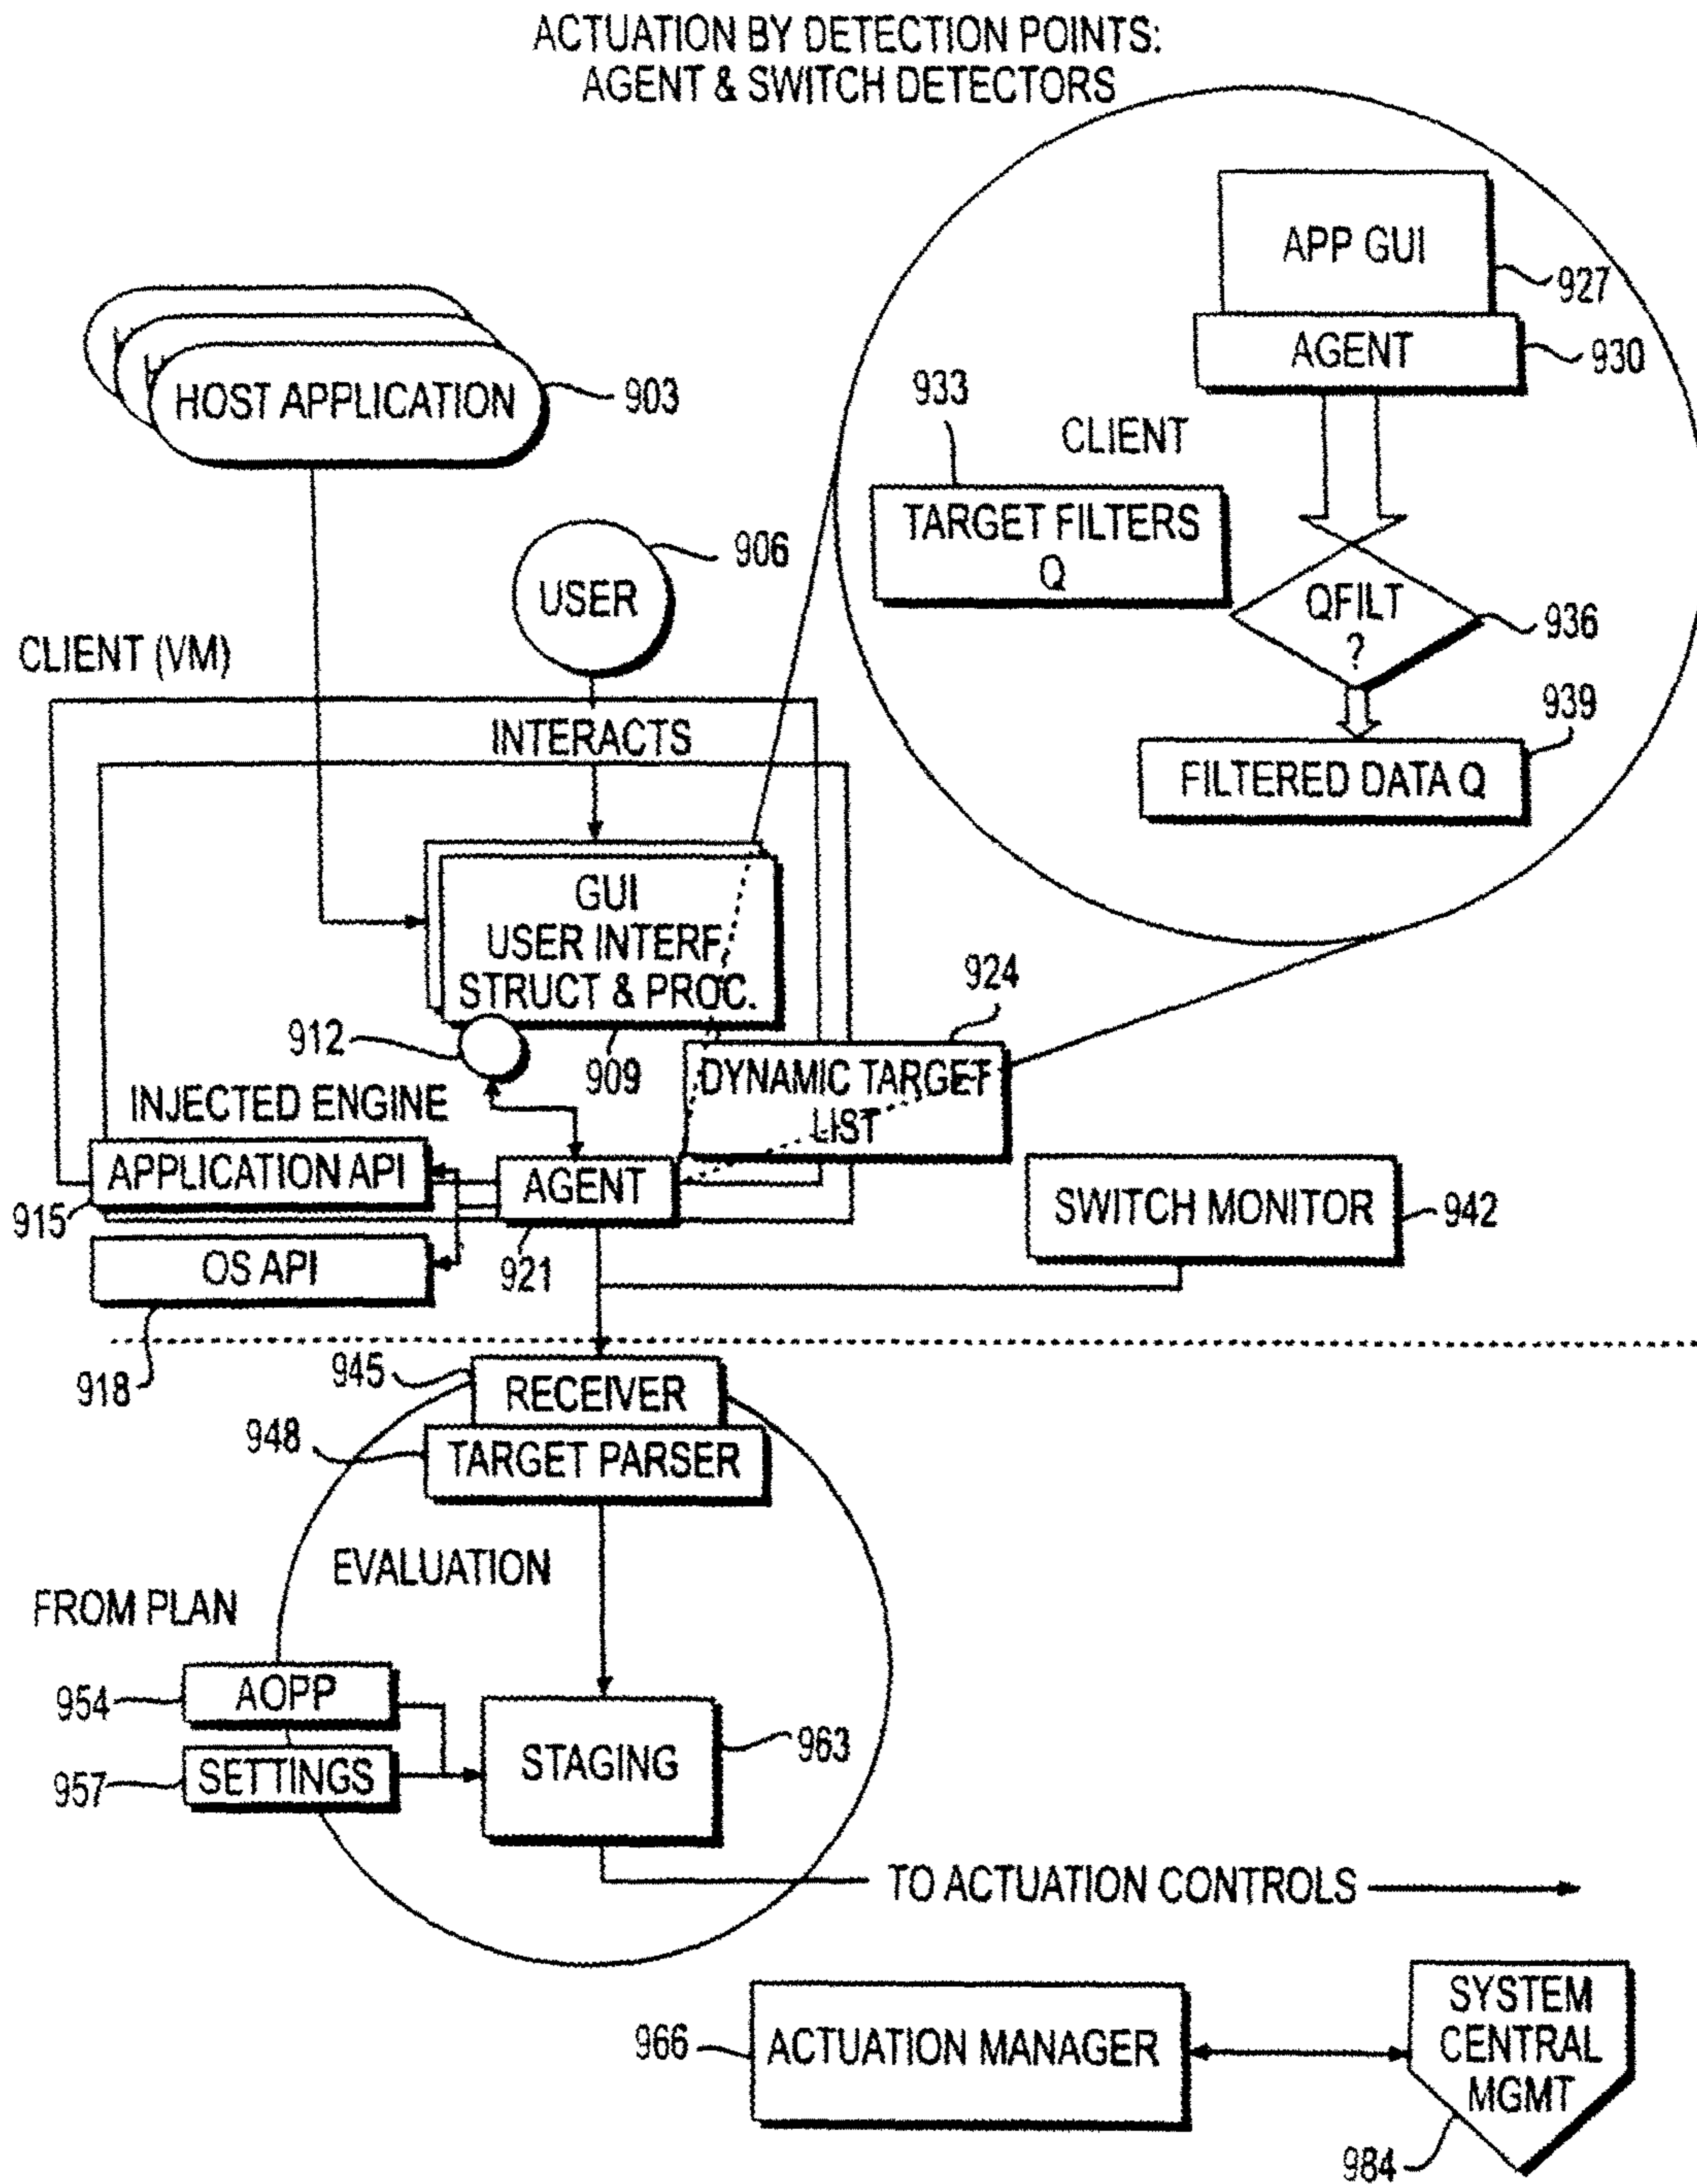 ACTUATION BY DETECTION POINTS:
AGENT & SWITCH DETECTORS
APP GUI
927
AGENT
930
933
CLIENT
TARGET FILTERS
Q
QFILT
?
936
939
FILTERED DATA Q
HOST APPLICATION
903
USER
906
CLIENT (VM)
INTERACTS
GUI
USER INTERF.
STRUCT & PROC.
909
912
924
DYNAMIC TARGET
LIST
INJECTED ENGINE
APPLICATION API
915
AGENT
921
OS API
918
SWITCH MONITOR
942
945
RECEIVER
948
TARGET PARSER
EVALUATION
FROM PLAN
954
AOPP
957
SETTINGS
STAGING
963
TO ACTUATION CONTROLS
966
ACTUATION MANAGER
SYSTEM
CENTRAL
MGMT
984